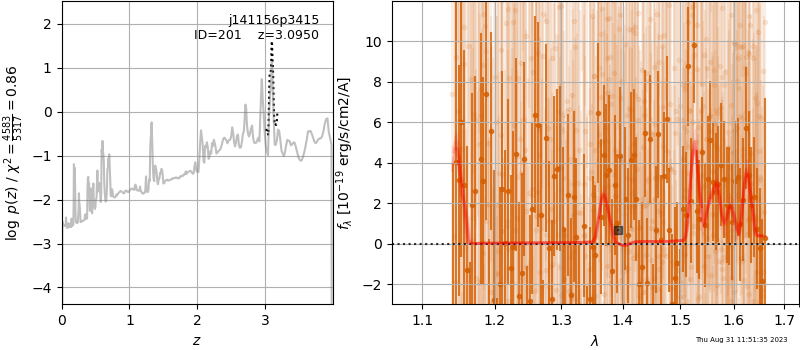 j141156p3415
ID=201 z=3.0950
log p(z) / χ² = 4583/5317 = 0.86
2
1
0
−1
−2
−3
−4
0 1 2 3
z
fλ [10⁻¹⁹ erg/s/cm2/A]
10
8
6
4
2
0
−2
1.1 1.2 1.3 1.4 1.5 1.6 1.7
λ
Thu Aug 31 11:51:35 2023